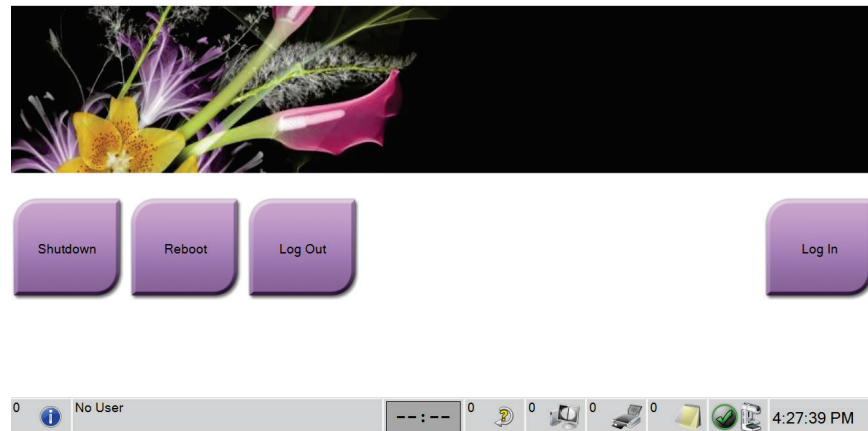 Shutdown
Reboot
Log Out
Log In
0
No User
--:--
0
0
0
0
4:27:39 PM